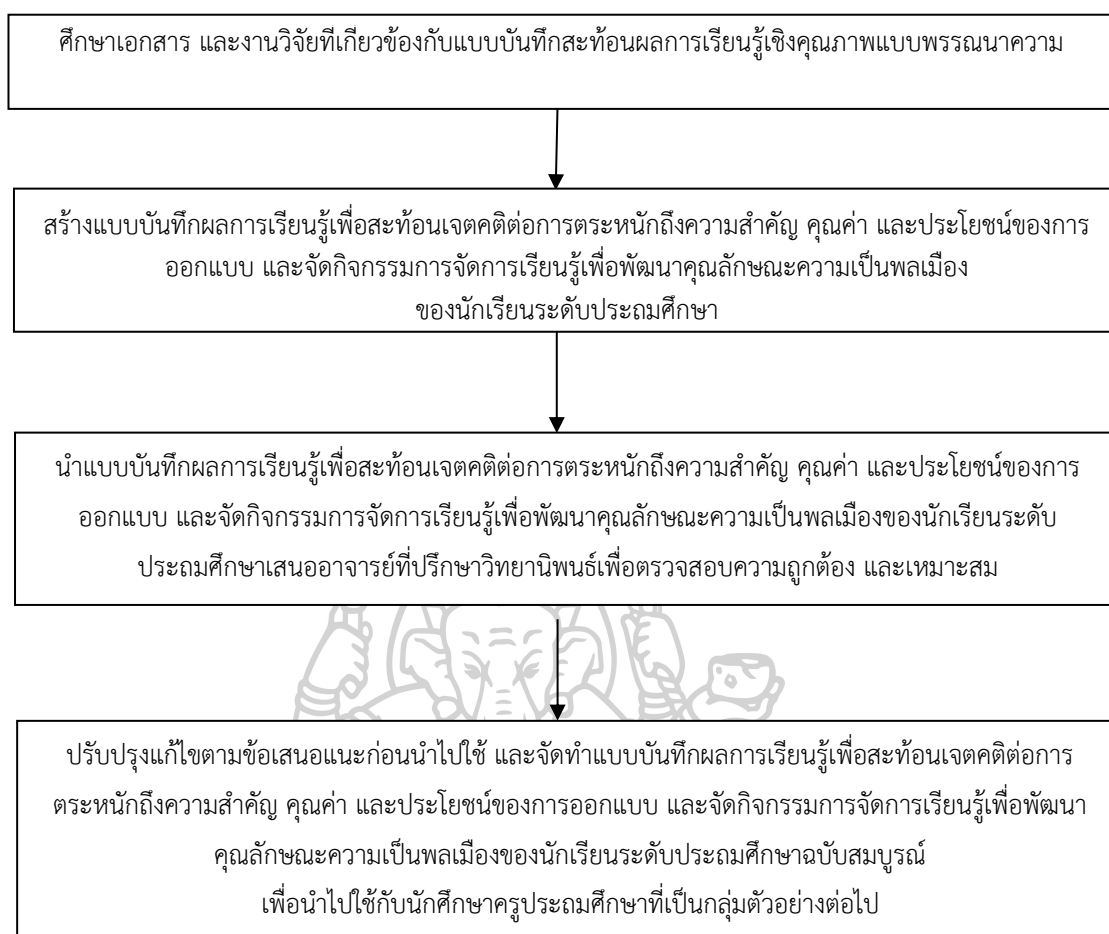 ศึกษาเอกสาร และงานวิจัยที่เกี่ยวข้องกับแบบบันทึกสะท้อนผลการเรียนรู้เชิงคุณภาพแบบพรรณนาความ
สร้างแบบบันทึกผลการเรียนรู้เพื่อสะท้อนเจตคติต่อการตระหนักถึงความสำคัญ คุณค่า และประโยชน์ของการ
ออกแบบ และจัดกิจกรรมการจัดการเรียนรู้เพื่อพัฒนาคุณลักษณะความเป็นพลเมือง
ของนักเรียนระดับประถมศึกษา
นำแบบบันทึกผลการเรียนรู้เพื่อสะท้อนเจตคติต่อการตระหนักถึงความสำคัญ คุณค่า และประโยชน์ของการ
ออกแบบ และจัดกิจกรรมการจัดการเรียนรู้เพื่อพัฒนาคุณลักษณะความเป็นพลเมืองของนักเรียนระดับ
ประถมศึกษาเสนออาจารย์ที่ปรึกษาวิทยานิพนธ์เพื่อตรวจสอบความถูกต้อง และเหมาะสม
ปรับปรุงแก้ไขตามข้อเสนอแนะก่อนนำไปใช้ และจัดทำแบบบันทึกผลการเรียนรู้เพื่อสะท้อนเจตคติต่อการ
ตระหนักถึงความสำคัญ คุณค่า และประโยชน์ของการออกแบบ และจัดกิจกรรมการจัดการเรียนรู้เพื่อพัฒนา
คุณลักษณะความเป็นพลเมืองของนักเรียนระดับประถมศึกษาฉบับสมบูรณ์
เพื่อนำไปใช้กับนักศึกษาครูประถมศึกษาที่เป็นกลุ่มตัวอย่างต่อไป